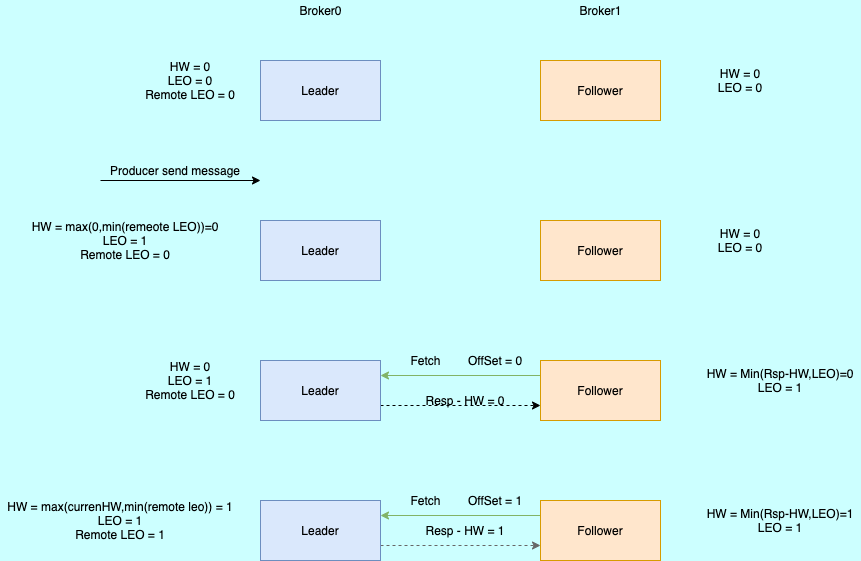 Broker0
Broker1
HW = 0
LEO = 0
Remote LEO = 0
Leader
Follower
HW = 0
LEO = 0
Producer send message
HW = max(0,min(remeote LEO))=0
LEO = 1
Remote LEO = 0
Leader
Follower
HW = 0
LEO = 0
HW = 0
LEO = 1
Remote LEO = 0
Leader
Fetch OffSet = 0
Resp - HW = 0
Follower
HW = Min(Rsp-HW,LEO)=0
LEO = 1
HW = max(currenHW,min(remote leo)) = 1
LEO = 1
Remote LEO = 1
Leader
Fetch OffSet = 1
Resp - HW = 1
Follower
HW = Min(Rsp-HW,LEO)=1
LEO = 1